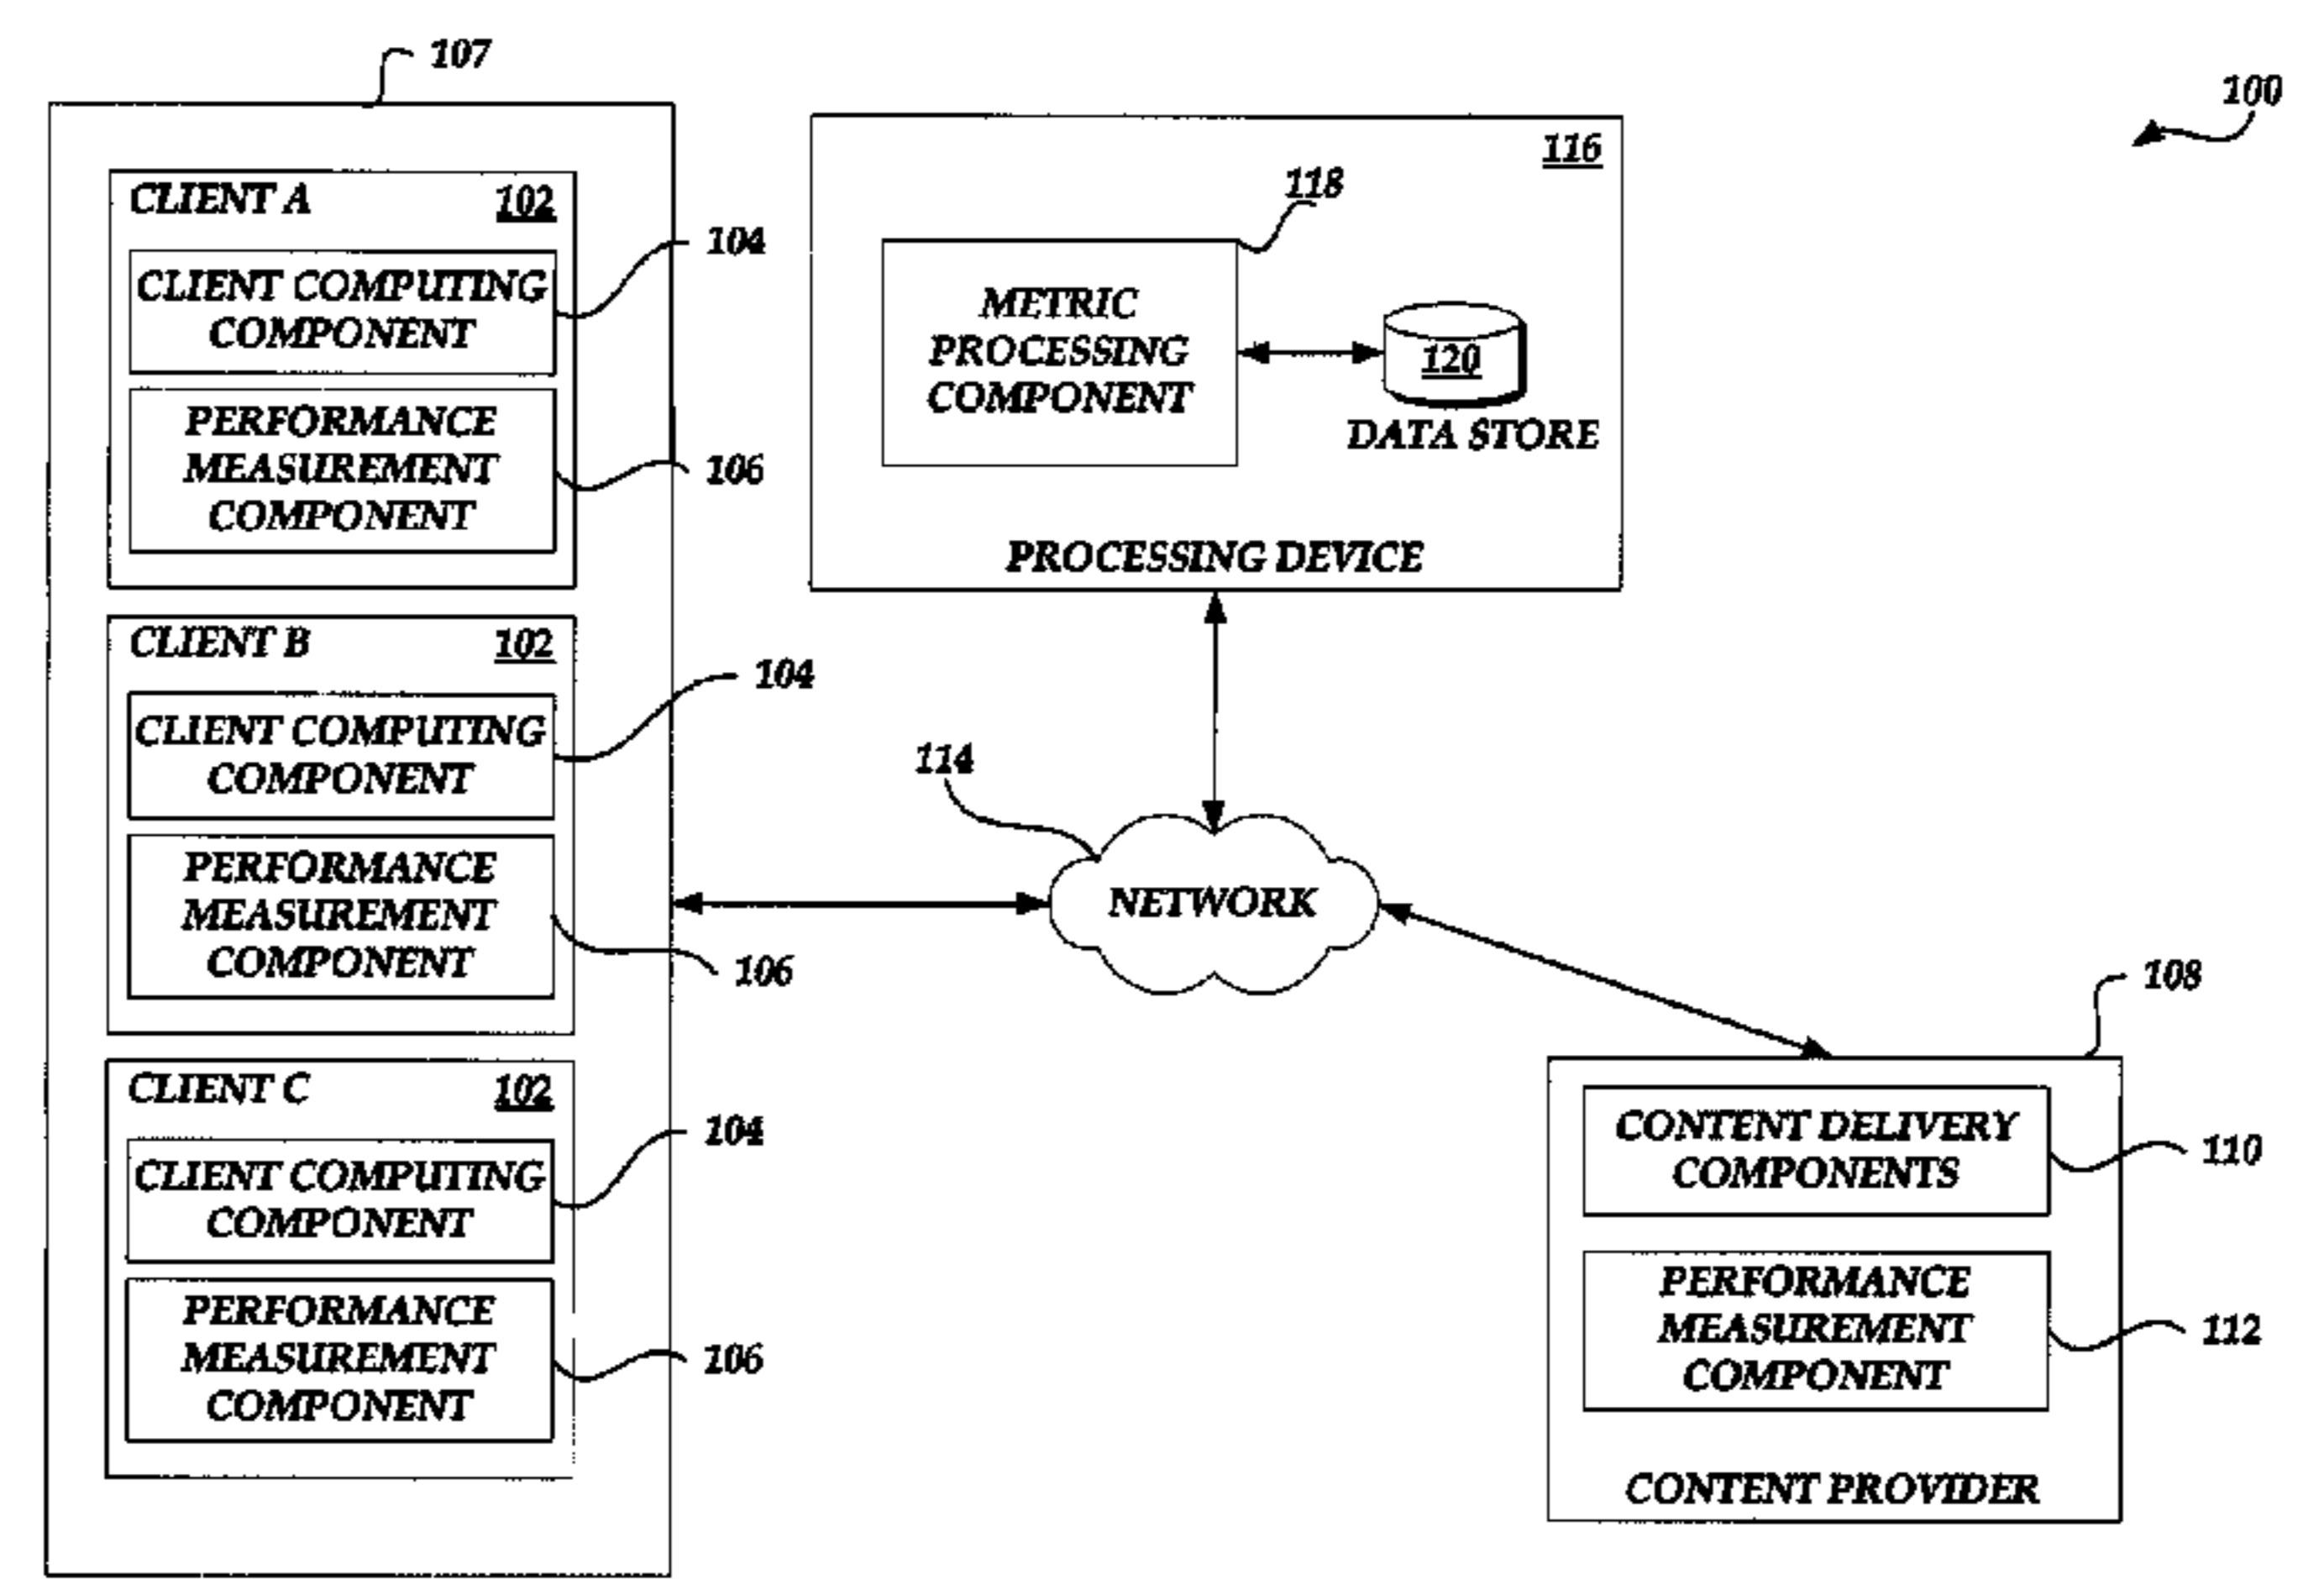 107
CLIENT A 102
CLIENT COMPUTING
COMPONENT
104
PERFORMANCE
MEASUREMENT
COMPONENT
106
CLIENT B 102
CLIENT COMPUTING
COMPONENT
104
PERFORMANCE
MEASUREMENT
COMPONENT
106
CLIENT C 102
CLIENT COMPUTING
COMPONENT
104
PERFORMANCE
MEASUREMENT
COMPONENT
106
116
118
METRIC
PROCESSING
COMPONENT
120
DATA STORE
PROCESSING DEVICE
100
114
NETWORK
108
CONTENT DELIVERY
COMPONENTS
110
PERFORMANCE
MEASUREMENT
COMPONENT
112
CONTENT PROVIDER